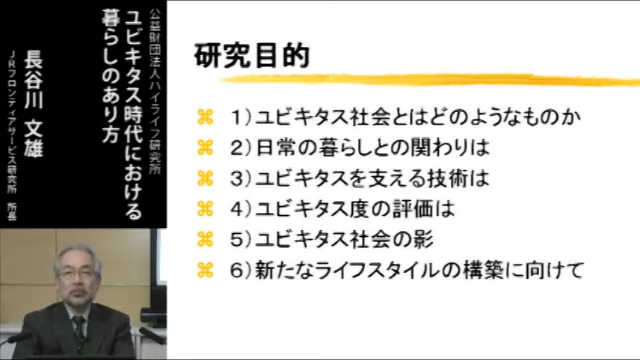 公益財団法人ハイライフ研究所
ユビキタス時代における
暮らしのあり方
長谷川 文雄
JRフロンティアサービス研究所 所長
研究目的
1）ユビキタス社会とはどのようなものか
2）日常の暮らしとの関わりは
3）ユビキタスを支える技術は
4）ユビキタス度の評価は
5）ユビキタス社会の影
6）新たなライフスタイルの構築に向けて